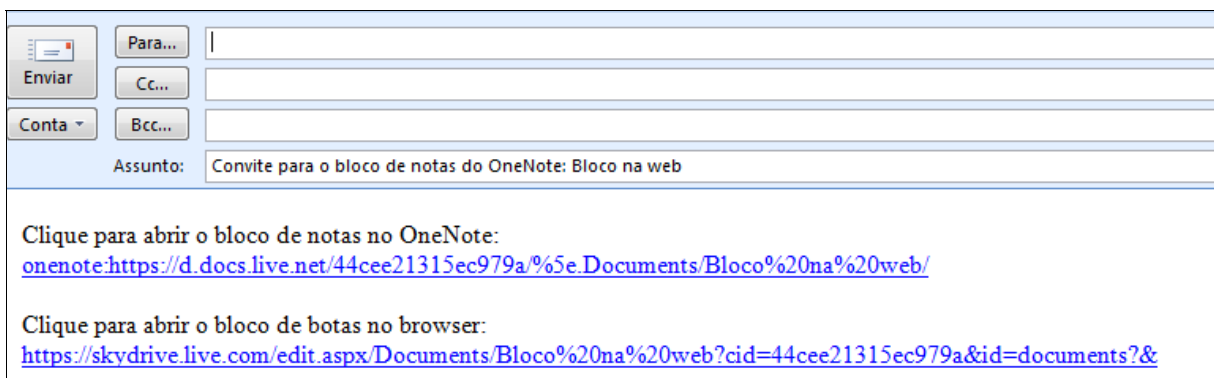 Para...
Enviar
Cc...
Conta
Bcc...
Assunto: Convite para o bloco de notas do OneNote: Bloco na web
Clique para abrir o bloco de notas no OneNote:
onenote:https://d.docs.live.net/44cee21315ec979a/%5e.Documents/Bloco%20na%20web/
Clique para abrir o bloco de botas no browser:
https://skydrive.live.com/edit.aspx/Documents/Bloco%20na%20web?cid=44cee21315ec979a&id=documents?&